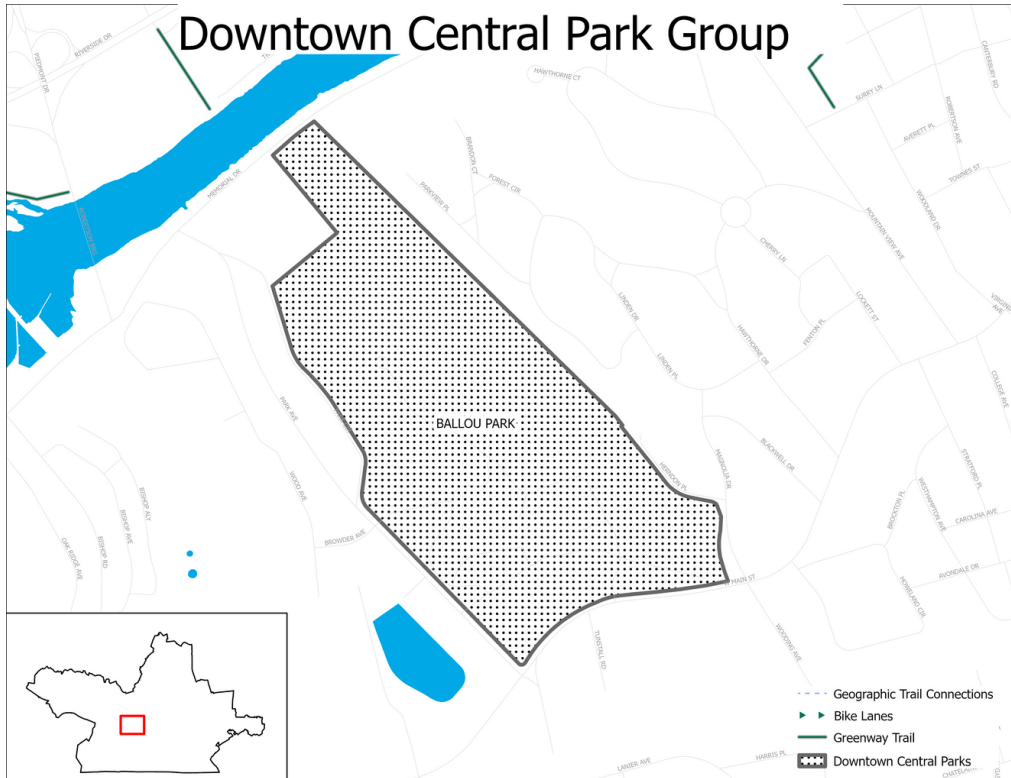 Downtown Central Park Group
RIVERSIDE DR
PIEDMONT DR
HAWTHORNE CT
CANTERBURY RD
SURRY LN
ROBERTSON AVE
AVERETT PL
TOWNES ST
WOODLAND DR
BRANDON CT
FOREST CIR
PARKVIEW PL
MEMORIAL DR
MOUNTAIN VIEW AVE
CHERRY LN
LOCKETT ST
LINDEN DR
FENTON PL
HAWTHORNE DR
LINDEN PL
COLLEGE AVE
PARK AVE
BALLOU PARK
BLACKWELL DR
MAGNOLIA DR
HERNDON PL
STRATFORD PL
WOOD AVE
BISHOP ALY
BISHOP AVE
BISHOP RD
OAK RIDGE AVE
BROWDER AVE
BROCKTON PL
WESTHAMPTON AVE
CAROLINA AVE
AVONDALE DR
HOWELAND CIR
MAIN ST
WOODING AVE
TUNSTALL RD
LANIER AVE
HARRIS PL
Geographic Trail Connections
Bike Lanes
Greenway Trail
Downtown Central Parks